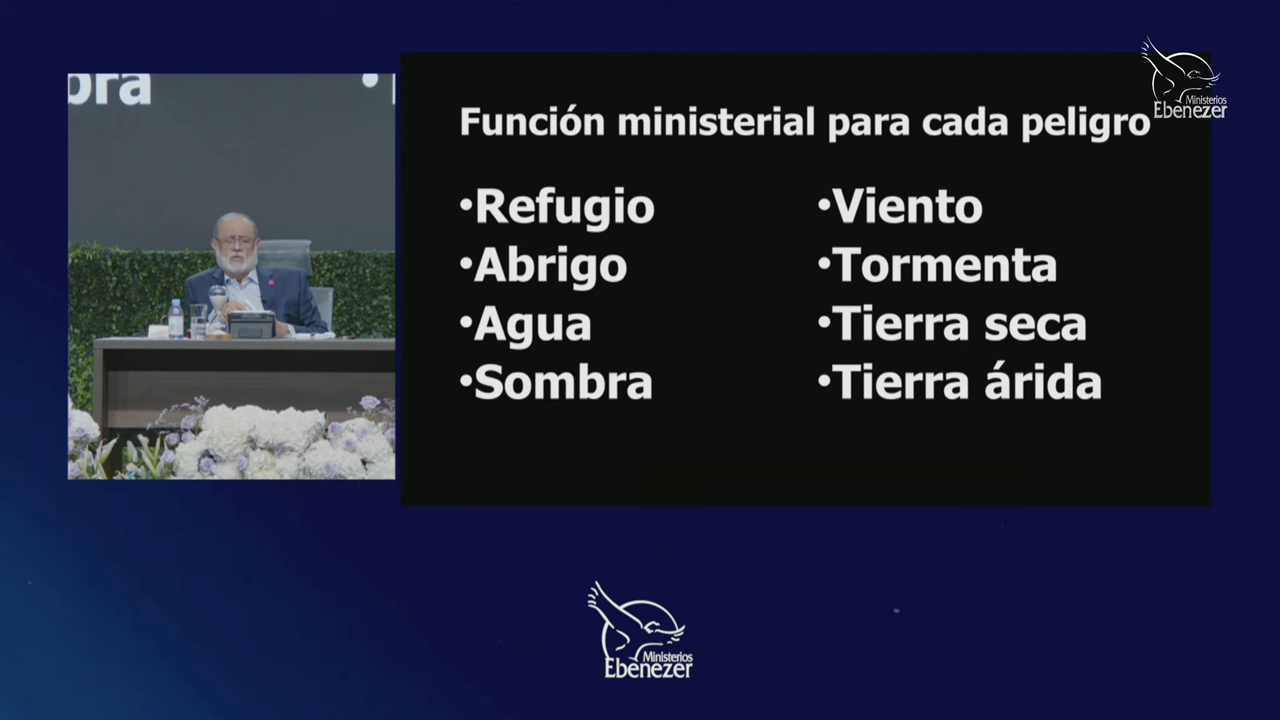 bra
Ministerios
Ebenezer
Función ministerial para cada peligro
•Refugio
•Abrigo
•Agua
•Sombra
•Viento
•Tormenta
•Tierra seca
•Tierra árida
Ministerios
Ebenezer